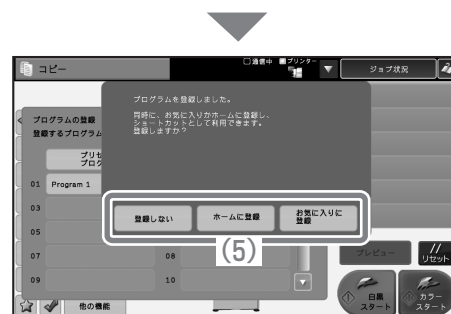 コピー
通信中
プリンター
ジョブ状況
プログラムを登録しました。
同時に、お気に入りかホームに登録し、
ショートカットとして利用できます。
登録しますか？
プログラムの登録
登録するプログラム
プリセ
プログ
01 Program 1
03
05
07 08
09 10
登録しない
ホームに登録
お気に入りに
登録
(5)
プレビュー
リセット
白黒
スタート
カラー
スタート
他の機能